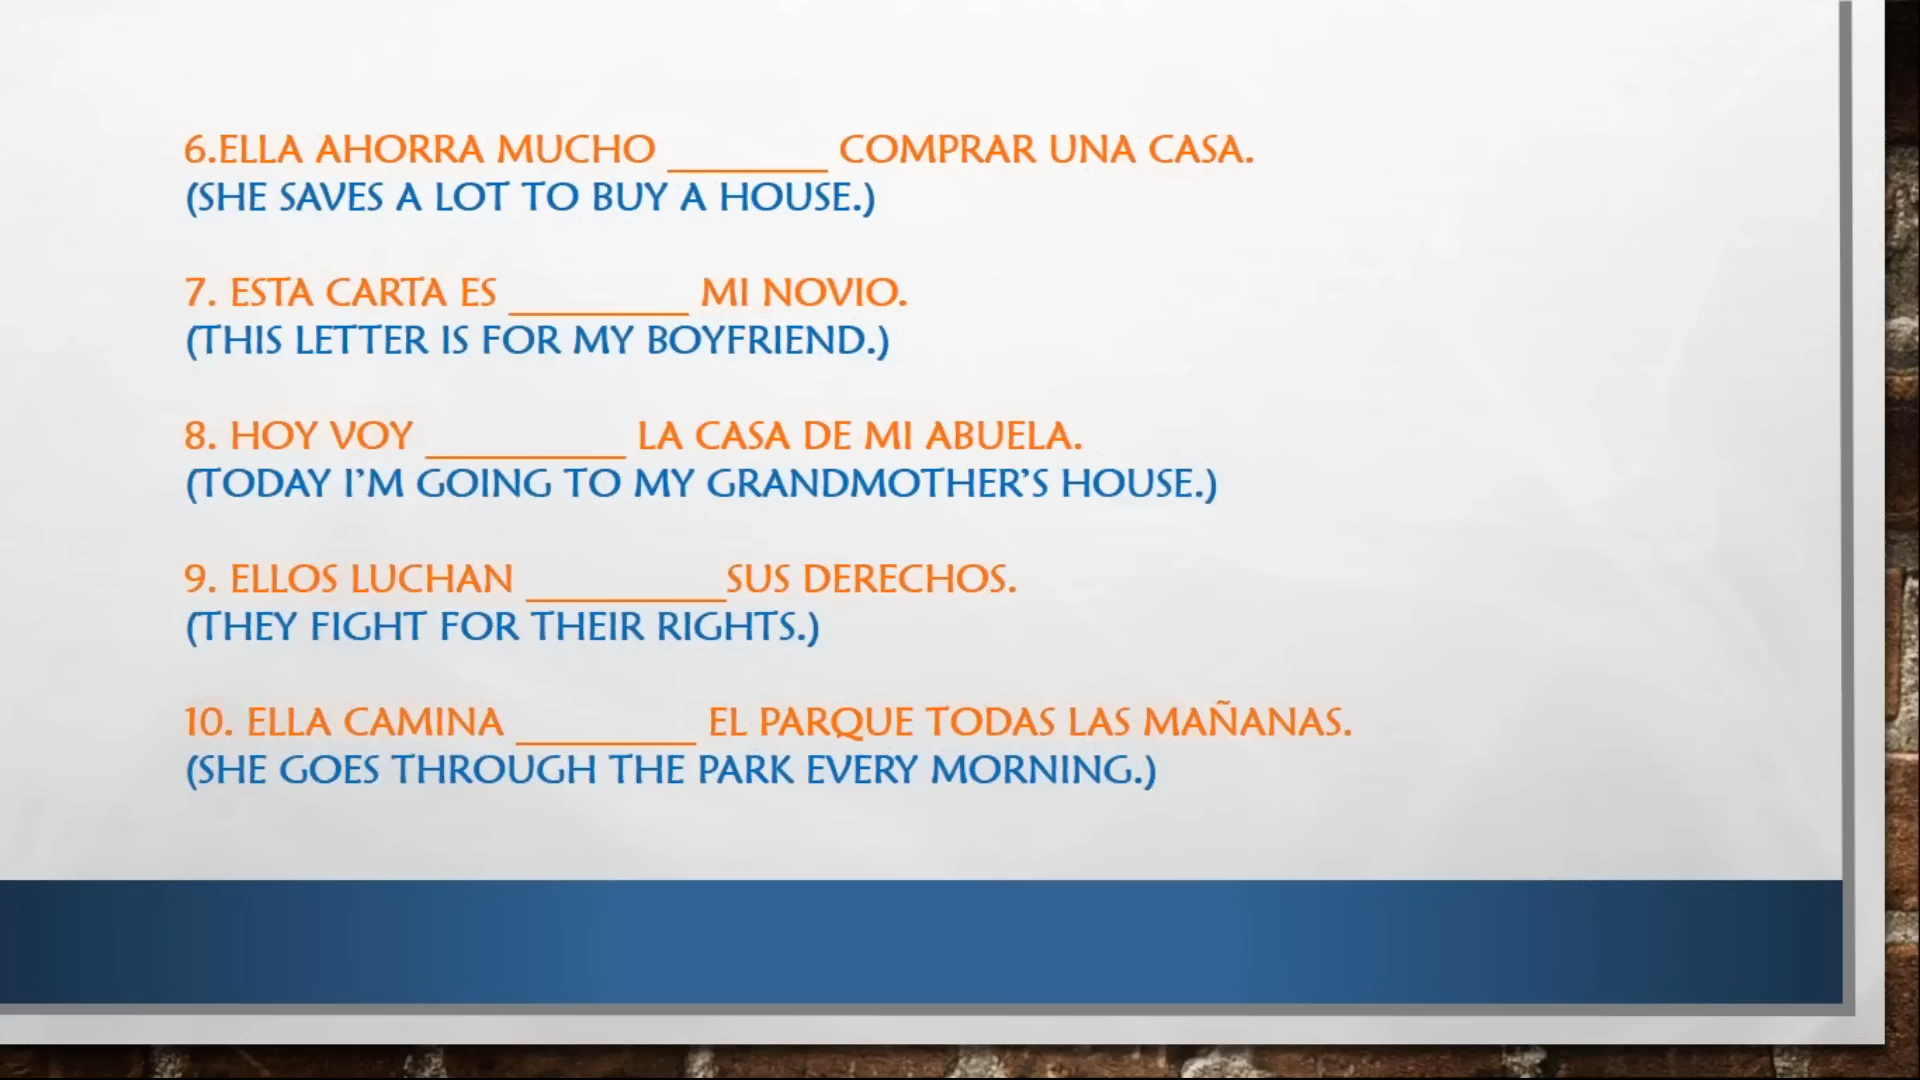 6.ELLA AHORRA MUCHO ________ COMPRAR UNA CASA.
(SHE SAVES A LOT TO BUY A HOUSE.)
7. ESTA CARTA ES _________ MI NOVIO.
(THIS LETTER IS FOR MY BOYFRIEND.)
8. HOY VOY __________ LA CASA DE MI ABUELA.
(TODAY I’M GOING TO MY GRANDMOTHER’S HOUSE.)
9. ELLOS LUCHAN __________SUS DERECHOS.
(THEY FIGHT FOR THEIR RIGHTS.)
10. ELLA CAMINA _________ EL PARQUE TODAS LAS MAÑANAS.
(SHE GOES THROUGH THE PARK EVERY MORNING.)